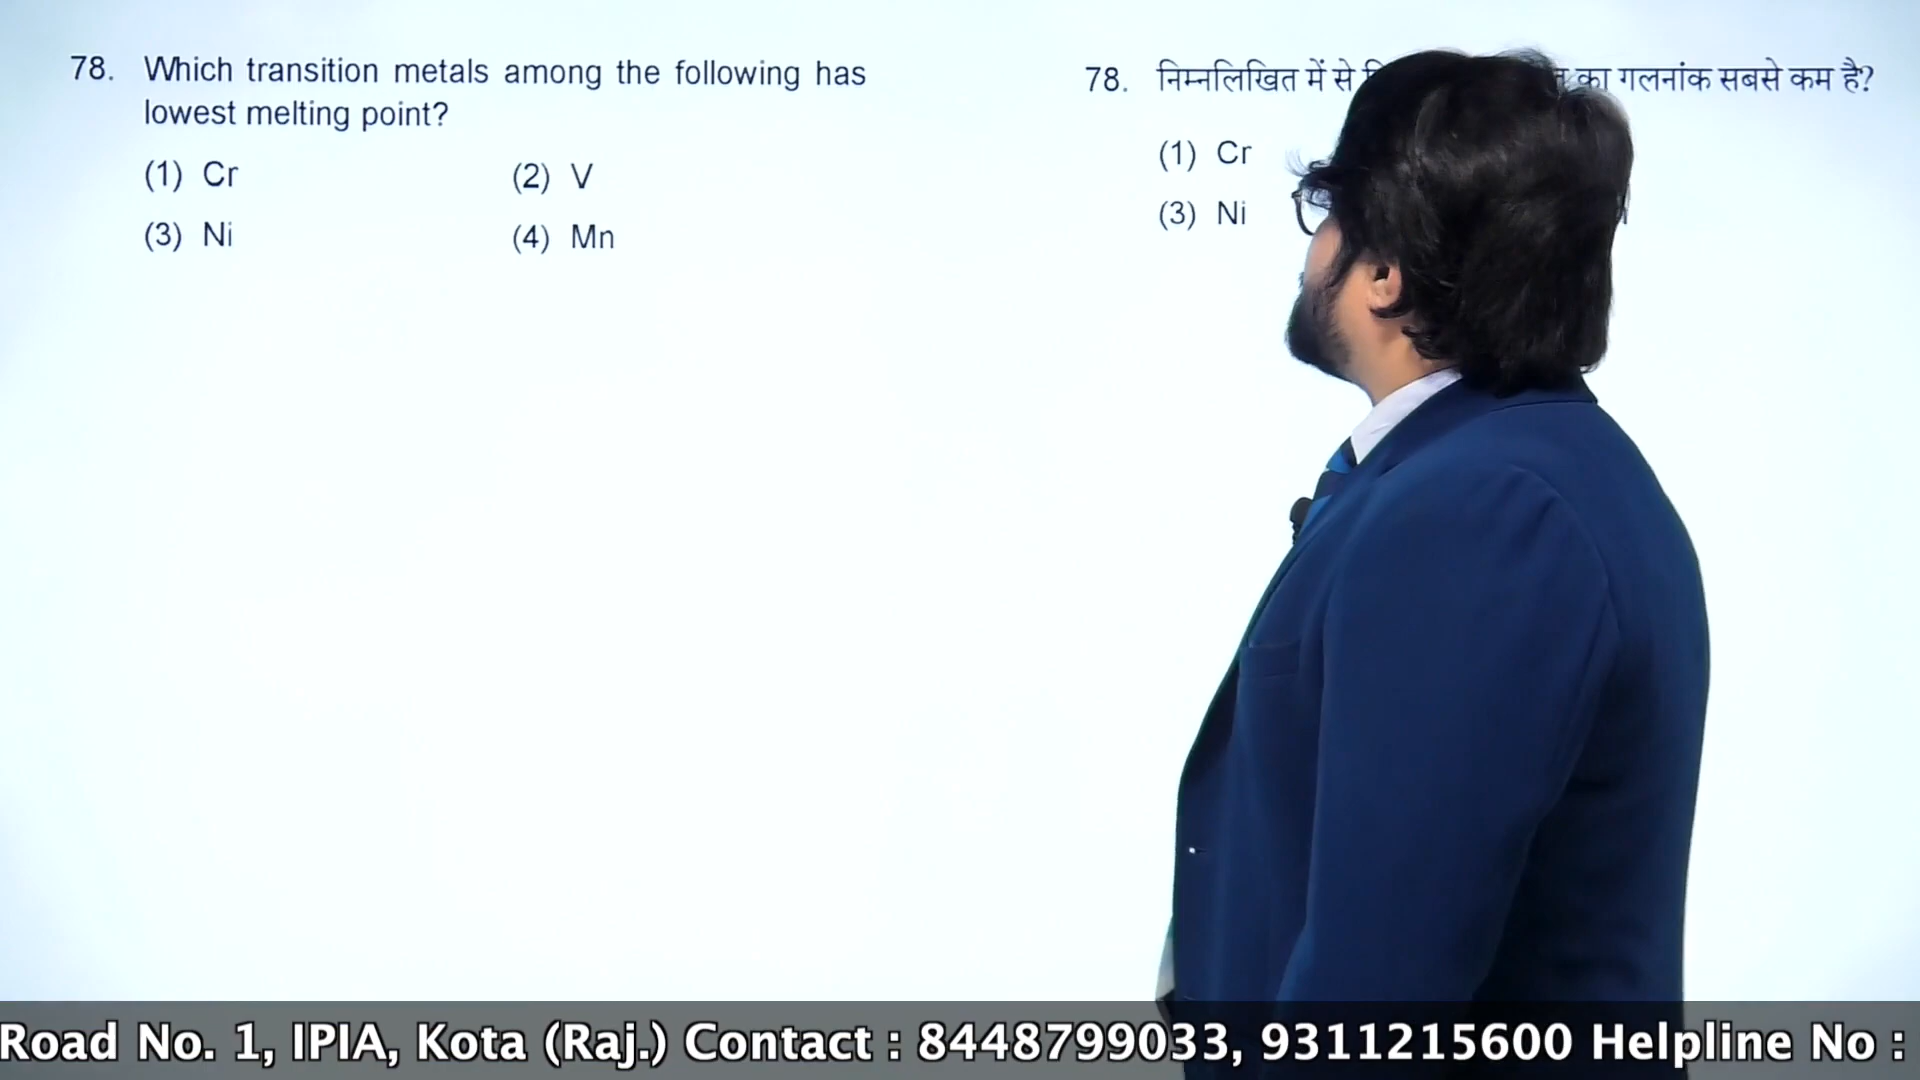 78. Which transition metals among the following has
lowest melting point?
(1) Cr (2) V
(3) Ni (4) Mn
78. निम्नलिखित में से का गलनांक सबसे कम है?
(1) Cr
(3) Ni
Road No. 1, IPIA, Kota (Raj.) Contact : 8448799033, 9311215600 Helpline No :